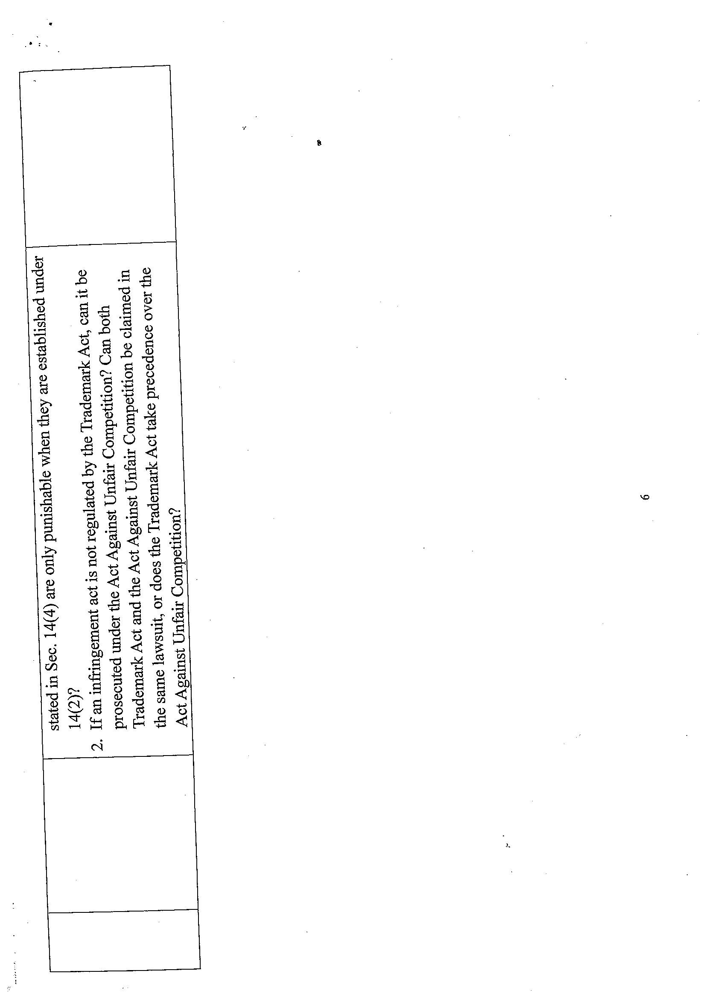 stated in Sec. 14(4) are only punishable when they are established under
14(2)?
2. If an infringement act is not regulated by the Trademark Act, can it be
prosecuted under the Act Against Unfair Competition? Can both
Trademark Act and the Act Against Unfair Competition be claimed in
the same lawsuit, or does the Trademark Act take precedence over the
Act Against Unfair Competition?
6